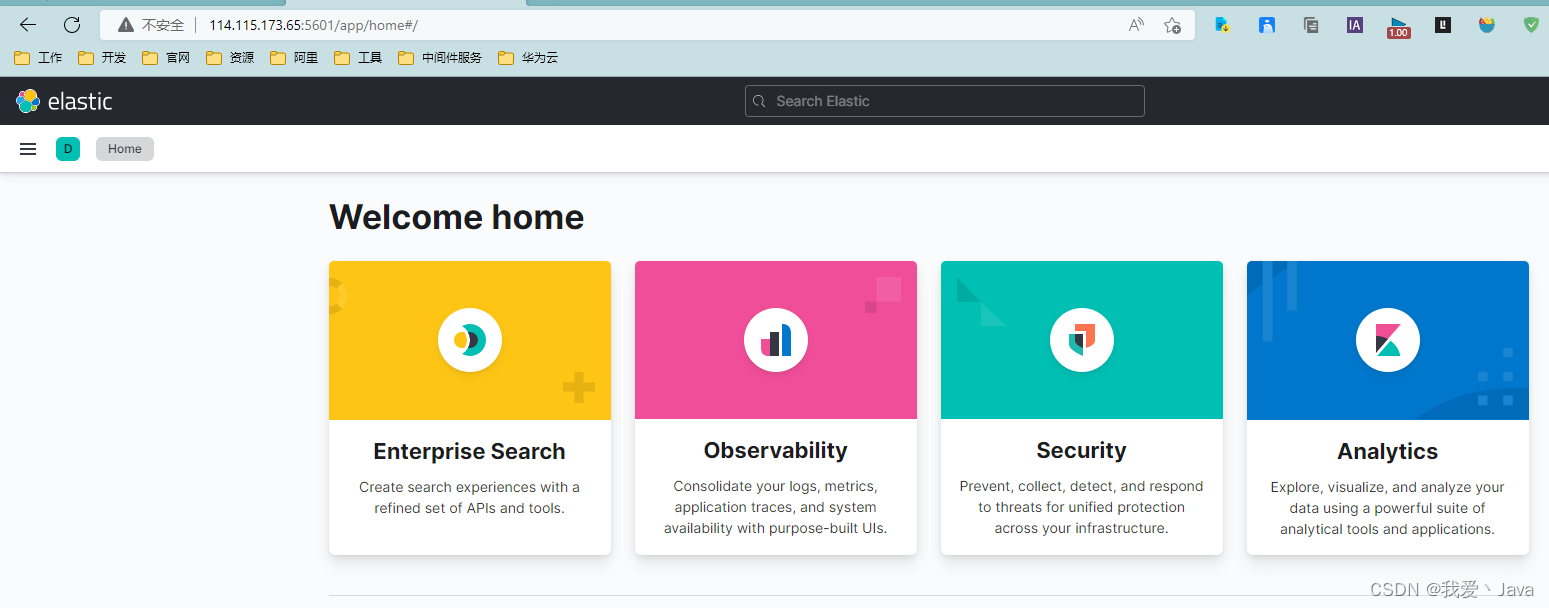 不安全 114.115.173.65:5601/app/home#/
1.00
IA
工作 开发 官网 资源 阿里 工具 中间件服务 华为云
elastic Search Elastic
D Home
Welcome home
Enterprise Search
Create search experiences with a
refined set of APIs and tools.
Observability
Consolidate your logs, metrics,
application traces, and system
availability with purpose-built UIs.
Security
Prevent, collect, detect, and respond
to threats for unified protection
across your infrastructure.
Analytics
Explore, visualize, and analyze your
data using a powerful suite of
analytical tools and applications.
CSDN @我爱丶Java